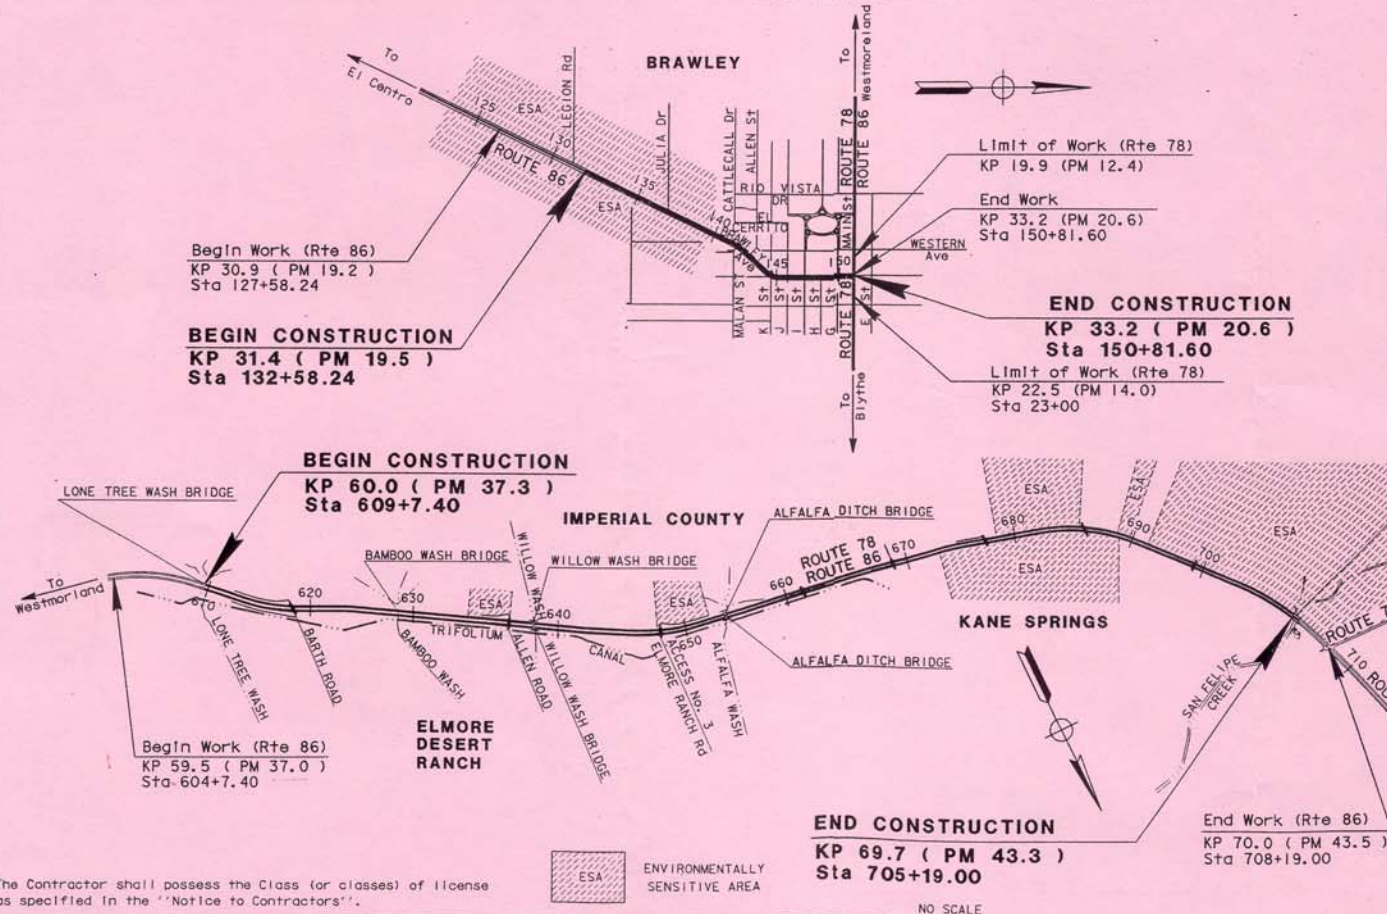 BRAWLEY
To
El Centro
To
Westmoreland
ESA
125
130
LEGION Rd
ROUTE 86
JULIA Dr
135
ESA
140
CATTLECALL Dr
ALLEN St
RIO VISTA
DR
EL
CERRITO
BRAWLEY
Ave
145
150
MAIN St
ROUTE 78
ROUTE 86
WESTERN
Ave
MALAN St
K St
J St
I St
H St
G St
ROUTE 78
E St
To
Blythe
Limit of Work (Rte 78)
KP 19.9 (PM 12.4)
End Work
KP 33.2 (PM 20.6)
Sta 150+81.60
Begin Work (Rte 86)
KP 30.9 ( PM 19.2 )
Sta 127+58.24
BEGIN CONSTRUCTION
KP 31.4 ( PM 19.5 )
Sta 132+58.24
END CONSTRUCTION
KP 33.2 ( PM 20.6 )
Sta 150+81.60
Limit of Work (Rte 78)
KP 22.5 (PM 14.0)
Sta 23+00
BEGIN CONSTRUCTION
KP 60.0 ( PM 37.3 )
Sta 609+7.40
LONE TREE WASH BRIDGE
IMPERIAL COUNTY
ALFALFA DITCH BRIDGE
BAMBOO WASH BRIDGE
WILLOW WASH
WILLOW WASH BRIDGE
To
Westmorland
610
620
630
640
650
660
670
680
690
700
710
ROUTE 78
ROUTE 86
ESA
ESA
ESA
ESA
ESA
ESA
TRIFOLIUM
CANAL
LONE TREE WASH
BARTH ROAD
BAMBOO WASH
ALLEN ROAD
WILLOW WASH BRIDGE
ELMORE RANCH Rd
ACCESS No. 3
ALFALFA WASH
ALFALFA DITCH BRIDGE
KANE SPRINGS
SAN FELIPE
CREEK
ROUTE 7
ROU
ELMORE
DESERT
RANCH
Begin Work (Rte 86)
KP 59.5 ( PM 37.0 )
Sta 604+7.40
END CONSTRUCTION
KP 69.7 ( PM 43.3 )
Sta 705+19.00
End Work (Rte 86)
KP 70.0 ( PM 43.5 )
Sta 708+19.00
ESA
ENVIRONMENTALLY
SENSITIVE AREA
The Contractor shall possess the Class (or classes) of license
as specified in the ''Notice to Contractors''.
NO SCALE